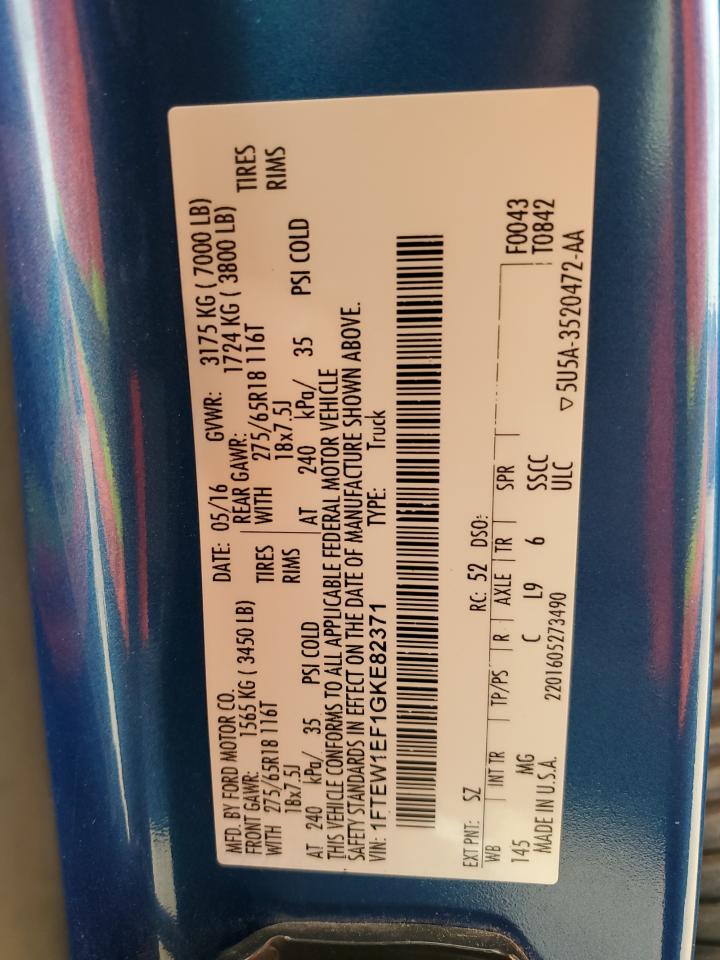 MFD. BY FORD MOTOR CO.
DATE: 05/16 GVWR: 3175 KG ( 7000 LB)
FRONT GAWR: 1565 KG ( 3450 LB) REAR GAWR: 1724 KG ( 3800 LB)
WITH 275/65R18 116T TIRES WITH 275/65R18 116T TIRES
18x7.5J RIMS 18x7.5J RIMS
AT 240 kPa/ 35 PSI COLD AT 240 kPa/ 35 PSI COLD
THIS VEHICLE CONFORMS TO ALL APPLICABLE FEDERAL MOTOR VEHICLE
SAFETY STANDARDS IN EFFECT ON THE DATE OF MANUFACTURE SHOWN ABOVE.
VIN: 1FTEW1EF1GKE82371 TYPE: Truck
EXT PNT: SZ RC: 52 DSO:
WB INT TR TP/PS R AXLE TR SPR F0043
145 MG C L9 6 SSCC T0842
ULC
MADE IN U.S.A. 2201605273490 ▽5U5A-3520472-AA